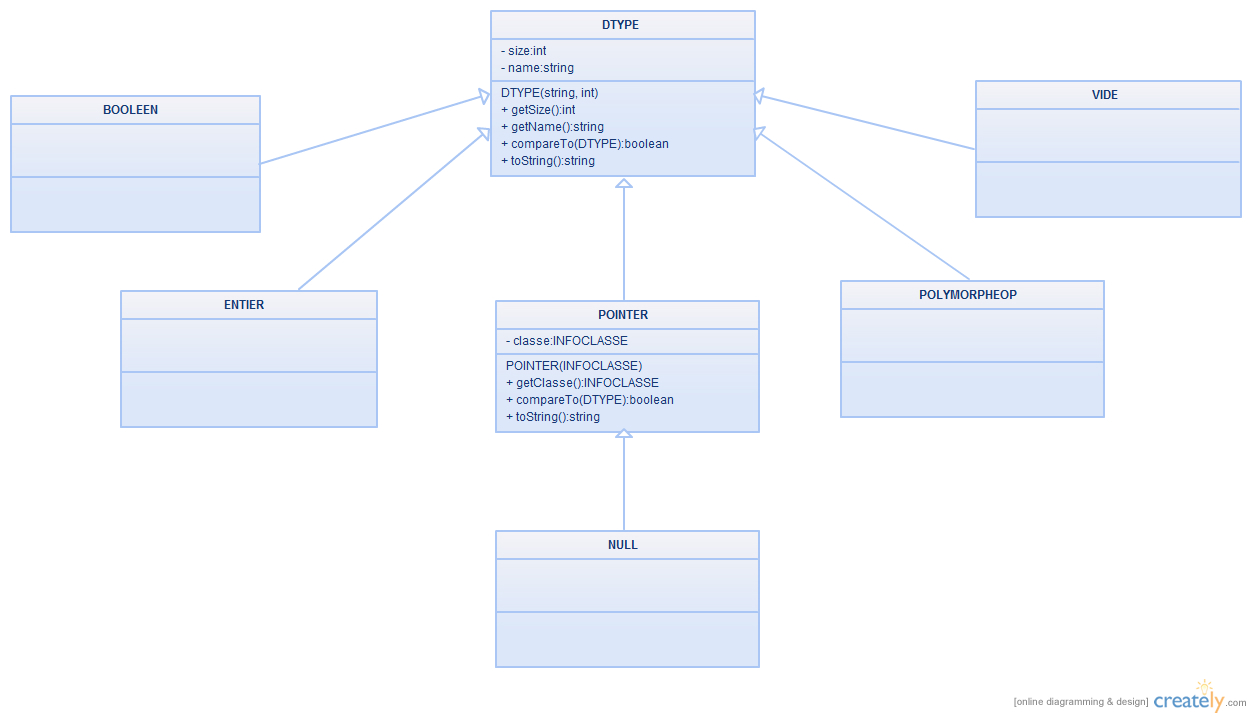 DTYPE
- size:int
- name:string
DTYPE(string, int)
+ getSize():int
+ getName():string
+ compareTo(DTYPE):boolean
+ toString():string
BOOLEEN
VIDE
ENTIER
POINTER
- classe:INFOCLASSE
POINTER(INFOCLASSE)
+ getClasse():INFOCLASSE
+ compareTo(DTYPE):boolean
+ toString():string
POLYMORPHEOP
NULL
[online diagramming & design] creately.com